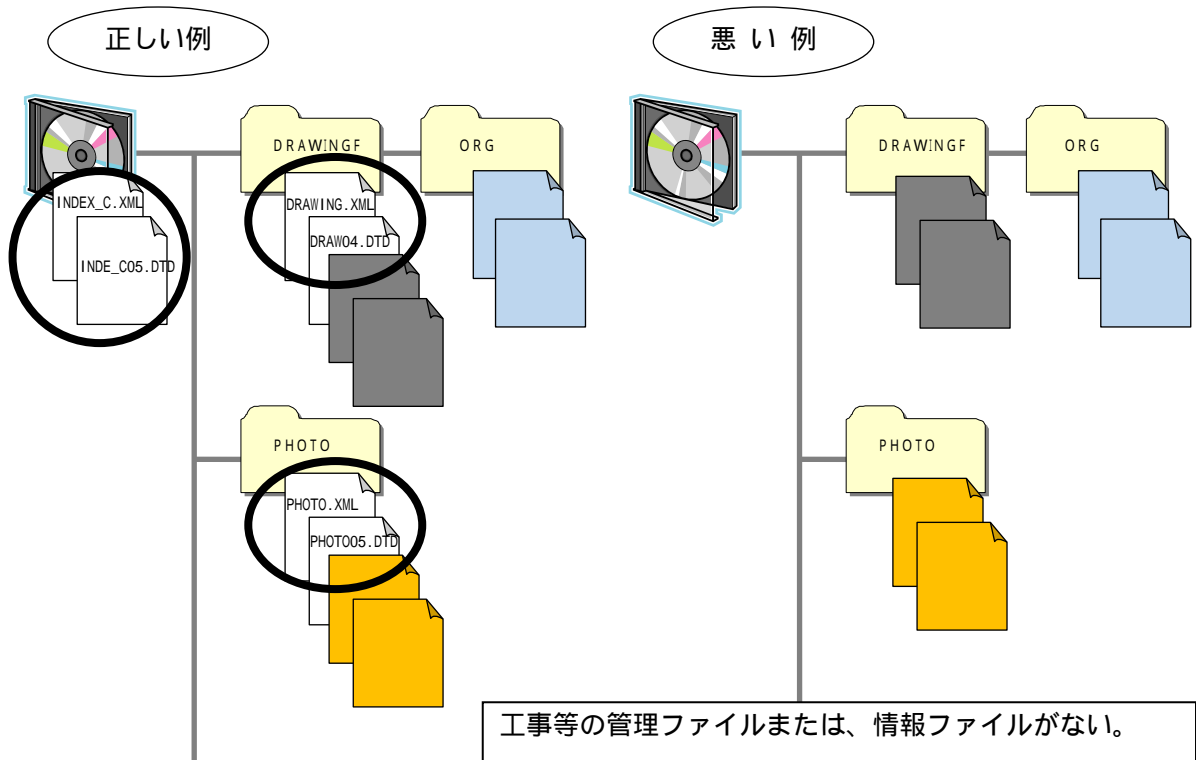 正しい例
悪 い 例
DRAWINGF
ORG
INDEX_C.XML
INDE_C05.DTD
DRAWING.XML
DRAW04.DTD
PHOTO
PHOTO.XML
PHOTO05.DTD
DRAWINGF
ORG
PHOTO
工事等の管理ファイルまたは、情報ファイルがない。